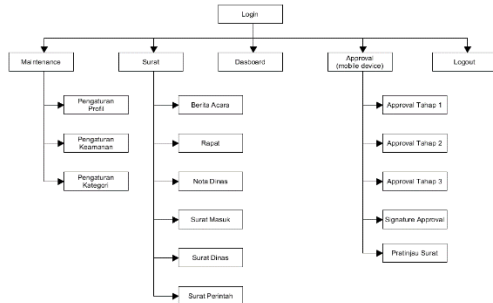 Login
Maintenance
Surat
Dasboard
Approval
(mobile device)
Logout
Pengaturan
Profil
Pengaturan
Keamanan
Pengaturan
Kategori
Berita Acara
Rapat
Nota Dinas
Surat Masuk
Surat Dinas
Surat Perintah
Approval Tahap 1
Approval Tahap 2
Approval Tahap 3
Signature Approval
Pratinjau Surat